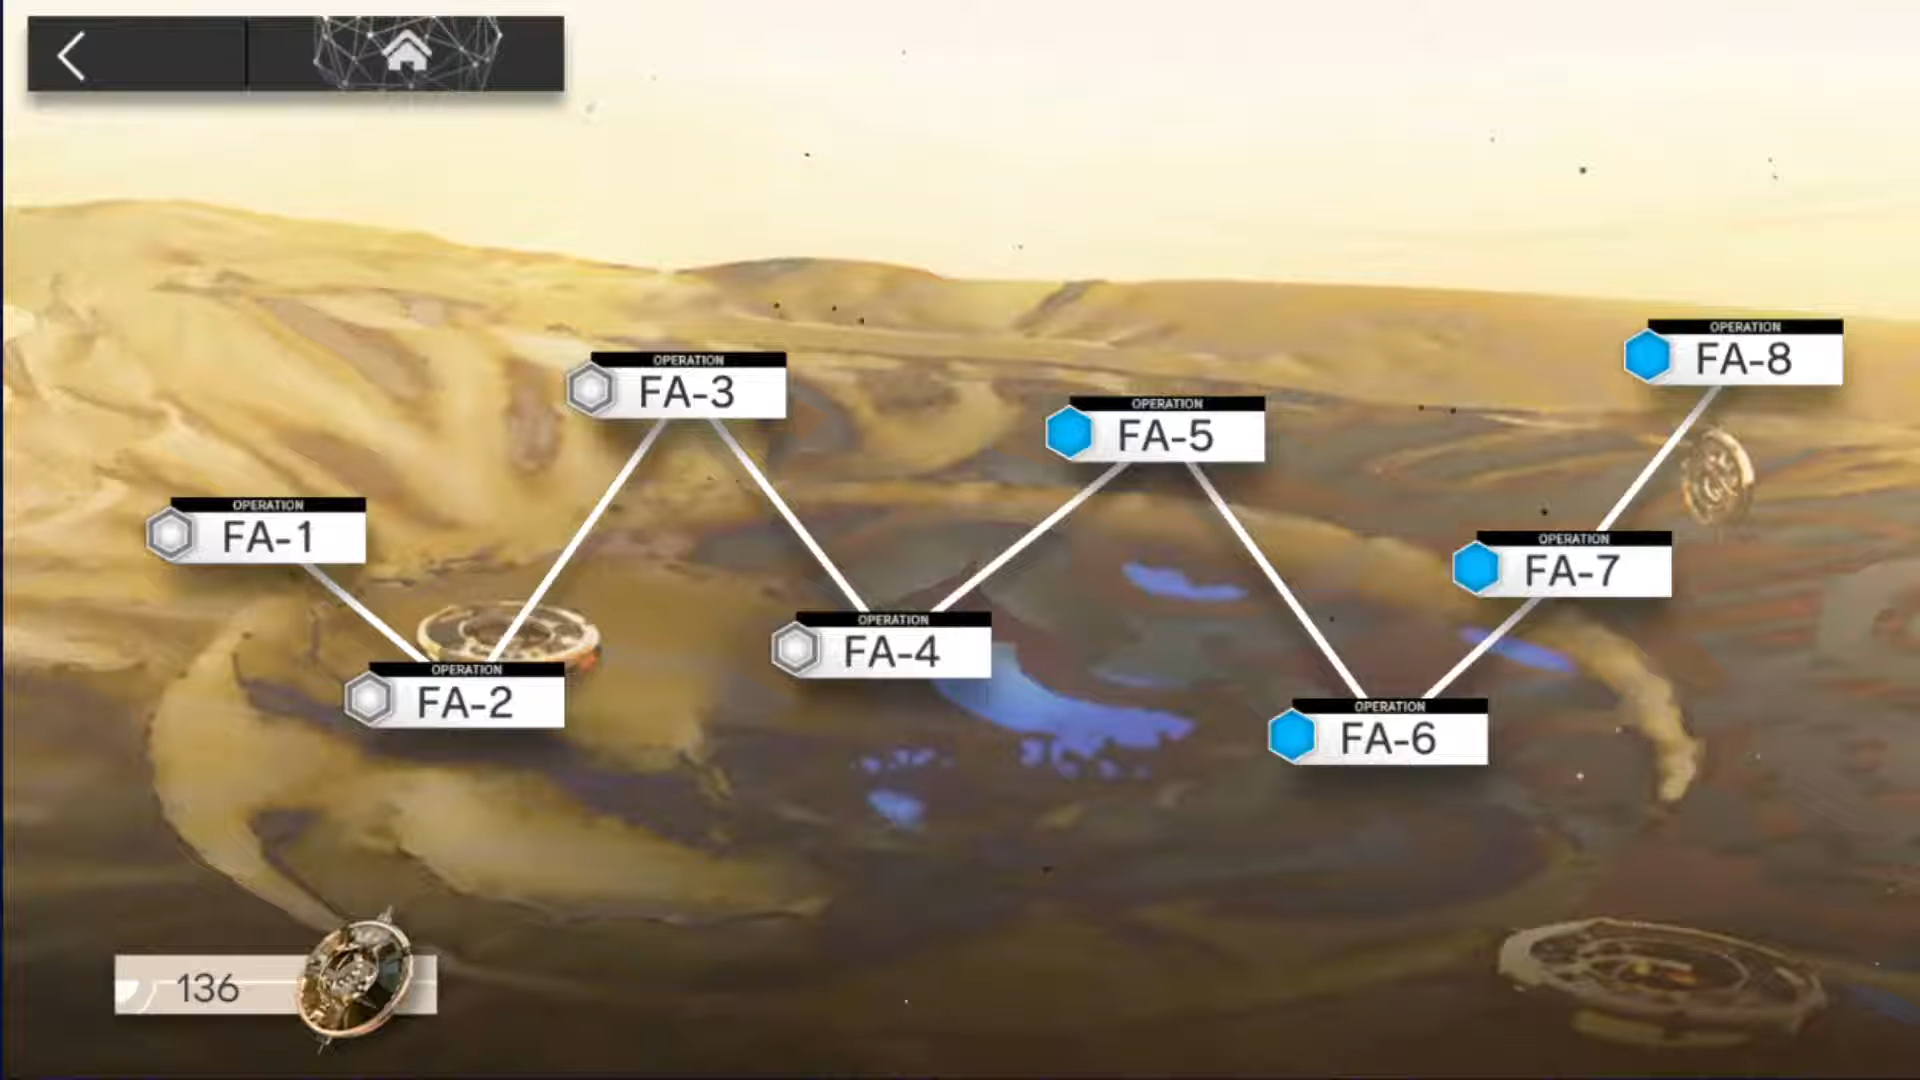 OPERATION
FA-1
OPERATION
FA-2
OPERATION
FA-3
OPERATION
FA-4
OPERATION
FA-5
OPERATION
FA-6
OPERATION
FA-7
OPERATION
FA-8
136